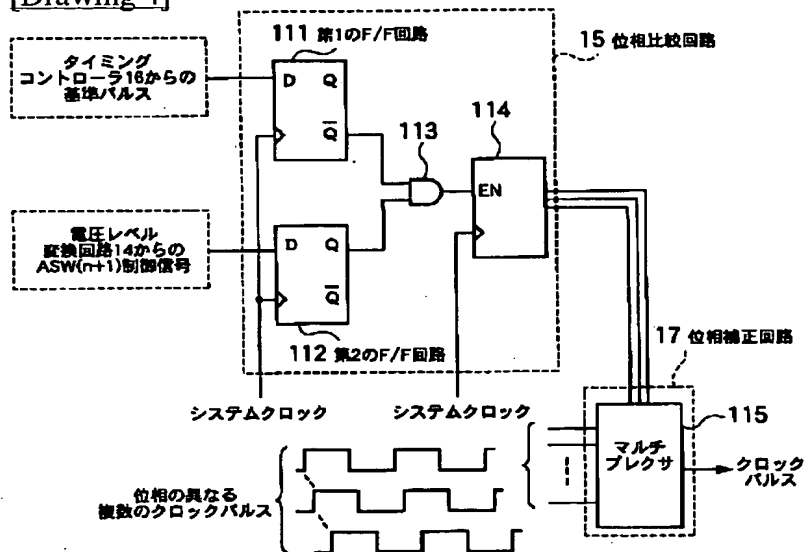 [Drawing 4]
111 第1のF/F回路
15 位相比較回路
タイミング
コントローラ16からの
基準パルス
D Q
Q̅
113
114
EN
電圧レベル
変換回路14からの
ASW(n+1)制御信号
D Q
Q̅
112 第2のF/F回路
17 位相補正回路
システムクロック
システムクロック
115
マルチ
プレクサ
クロック
パルス
位相の異なる
複数のクロックパルス